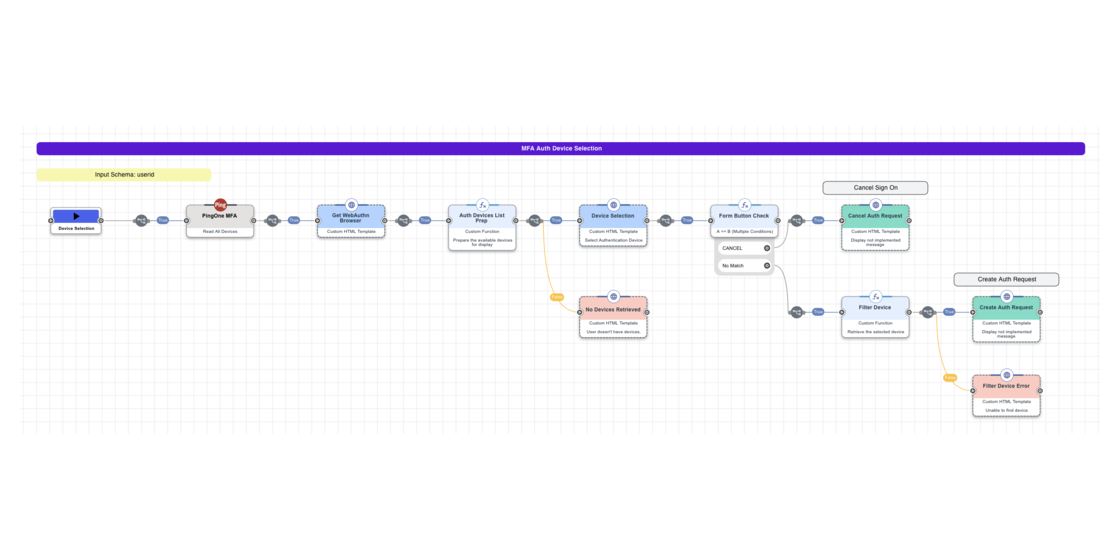 MFA Auth Device Selection
Input Schema: userid
Cancel Sign On
Device Selection
True
Ping
PingOne MFA
Read All Devices
True
Get WebAuthn
Browser
Custom HTML Template
True
Auth Devices List
Prep
Custom Function
Prepare the available devices
for display
True
Device Selection
Custom HTML Template
Select Authentication Device
True
Form Button Check
A == B (Multiple Conditions)
CANCEL
No Match
True
Cancel Auth Request
Custom HTML Template
Display not implemented
message
Create Auth Request
No Devices Retrieved
Custom HTML Template
User doesn't have devices.
True
Filter Device
Custom Function
Retrieve the selected device
True
Create Auth Request
Custom HTML Template
Display not implemented
message
Filter Device Error
Custom HTML Template
Unable to find device